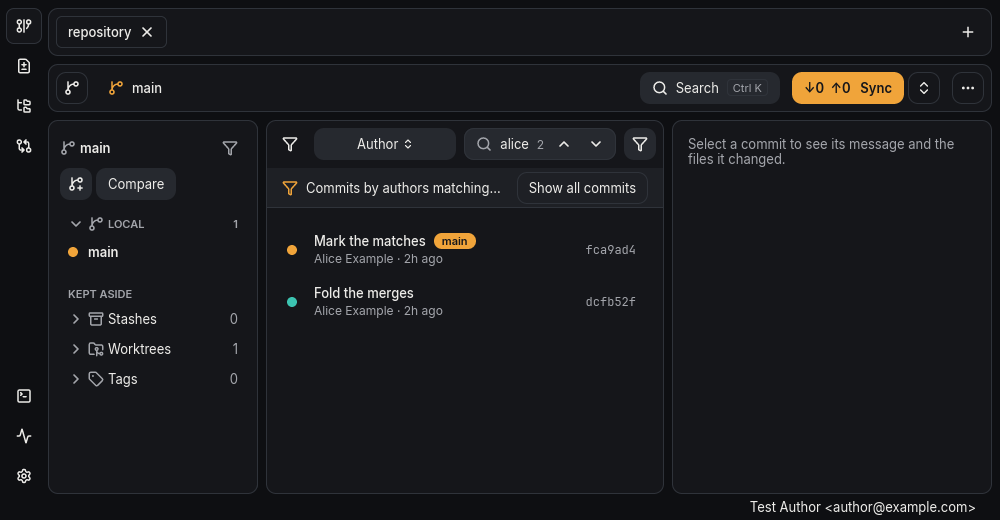 repository
main
Search Ctrl K
↓0 ↑0 Sync
main
Compare
LOCAL 1
main
KEPT ASIDE
Stashes 0
Worktrees 1
Tags 0
Author
alice 2
Commits by authors matching...
Show all commits
Mark the matches main
Alice Example · 2h ago
fca9ad4
Fold the merges
Alice Example · 2h ago
dcfb52f
Select a commit to see its message and the
files it changed.
Test Author <author@example.com>